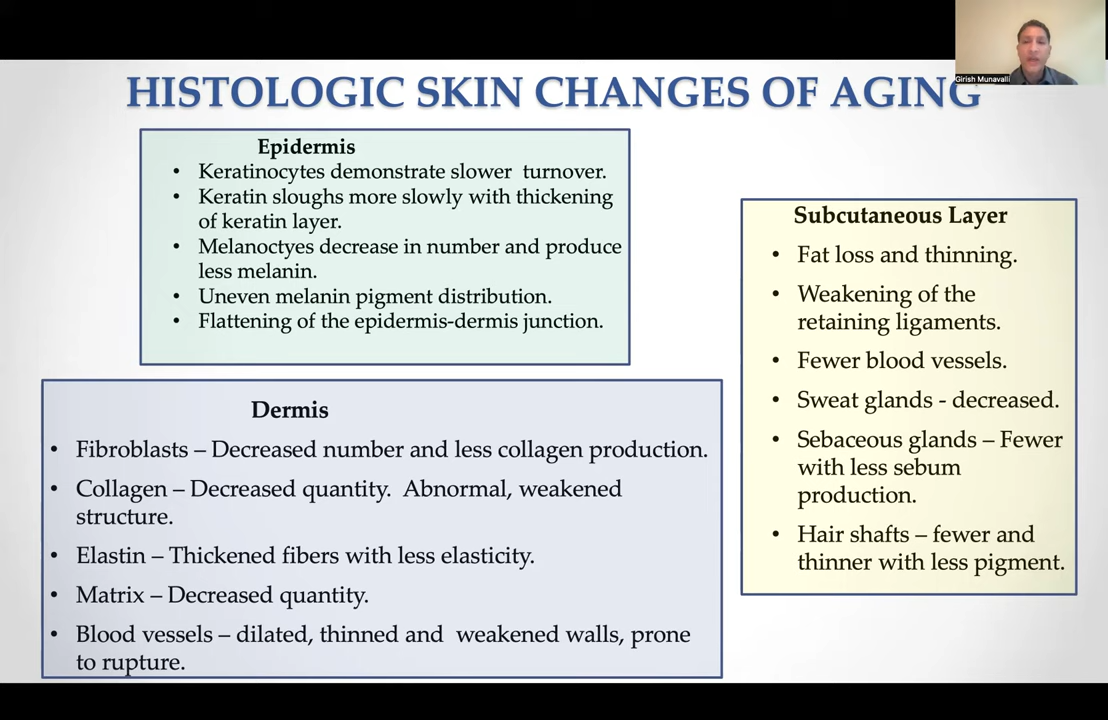 Girish Munavalli
HISTOLOGIC SKIN CHANGES OF AGING
Epidermis
• Keratinocytes demonstrate slower turnover.
• Keratin sloughs more slowly with thickening
of keratin layer.
• Melanoctyes decrease in number and produce
less melanin.
• Uneven melanin pigment distribution.
• Flattening of the epidermis-dermis junction.
Dermis
• Fibroblasts – Decreased number and less collagen production.
• Collagen – Decreased quantity. Abnormal, weakened
structure.
• Elastin – Thickened fibers with less elasticity.
• Matrix – Decreased quantity.
• Blood vessels – dilated, thinned and weakened walls, prone
to rupture.
Subcutaneous Layer
• Fat loss and thinning.
• Weakening of the
retaining ligaments.
• Fewer blood vessels.
• Sweat glands - decreased.
• Sebaceous glands – Fewer
with less sebum
production.
• Hair shafts – fewer and
thinner with less pigment.